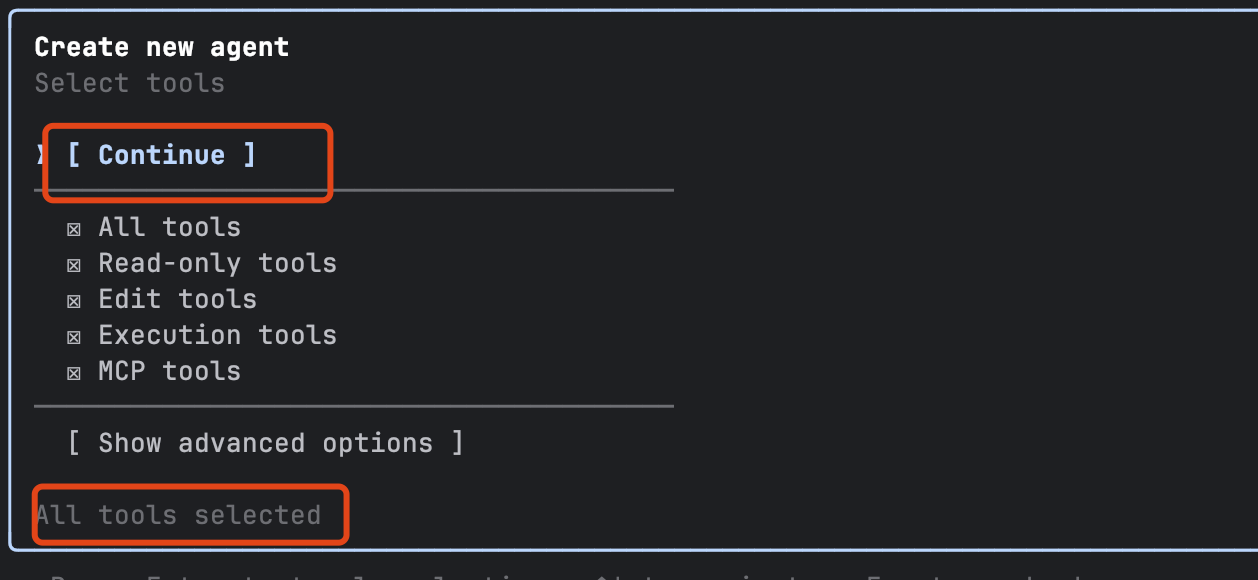 Create new agent
Select tools
[ Continue ]
☒ All tools
☒ Read-only tools
☒ Edit tools
☒ Execution tools
☒ MCP tools
[ Show advanced options ]
All tools selected